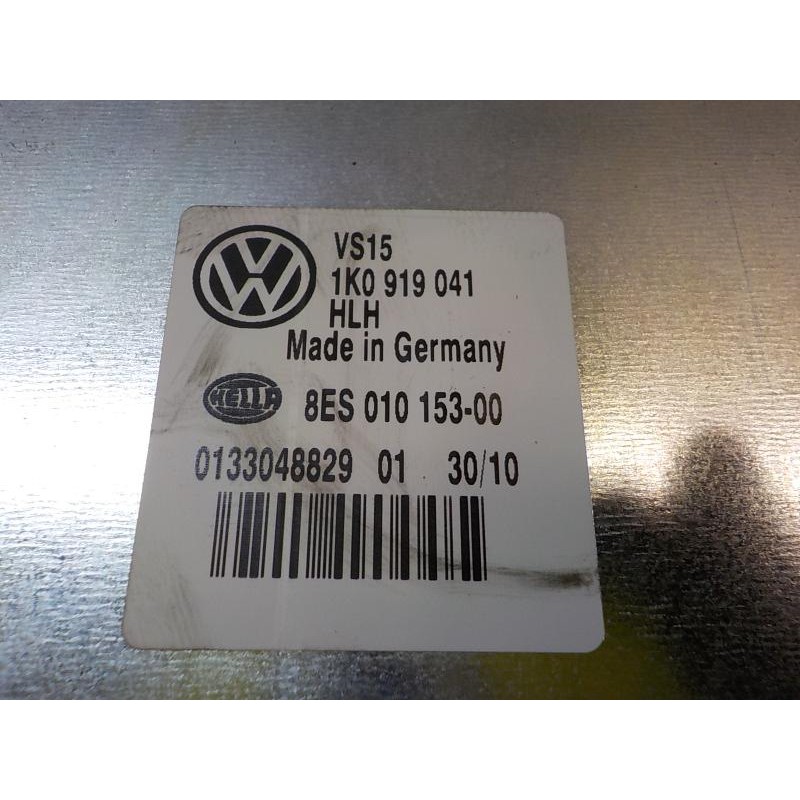 VS15
1K0 919 041
HLH
Made in Germany
HELLA 8ES 010 153-00
0133048829 01 30/10